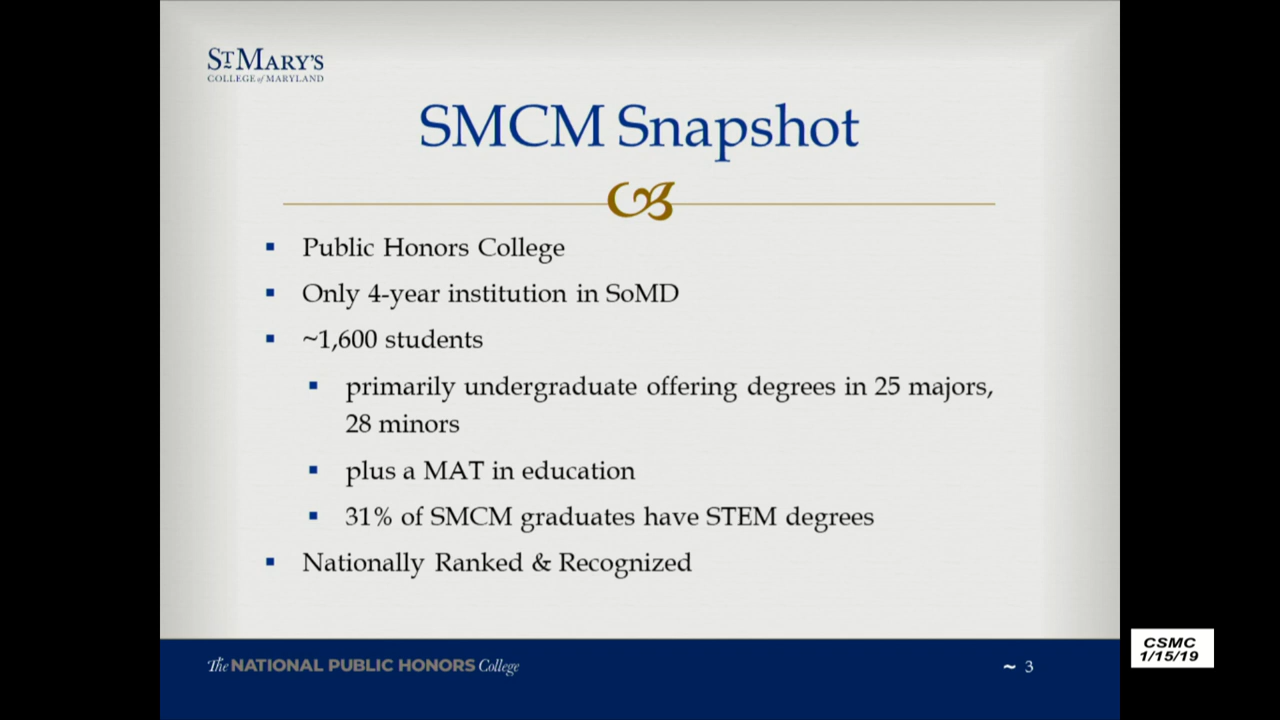 ST MARY'S
COLLEGE of MARYLAND
SMCM Snapshot
Public Honors College
Only 4-year institution in SoMD
~1,600 students
primarily undergraduate offering degrees in 25 majors,
28 minors
plus a MAT in education
31% of SMCM graduates have STEM degrees
Nationally Ranked & Recognized
The NATIONAL PUBLIC HONORS College
~ 3
CSMC
1/15/19